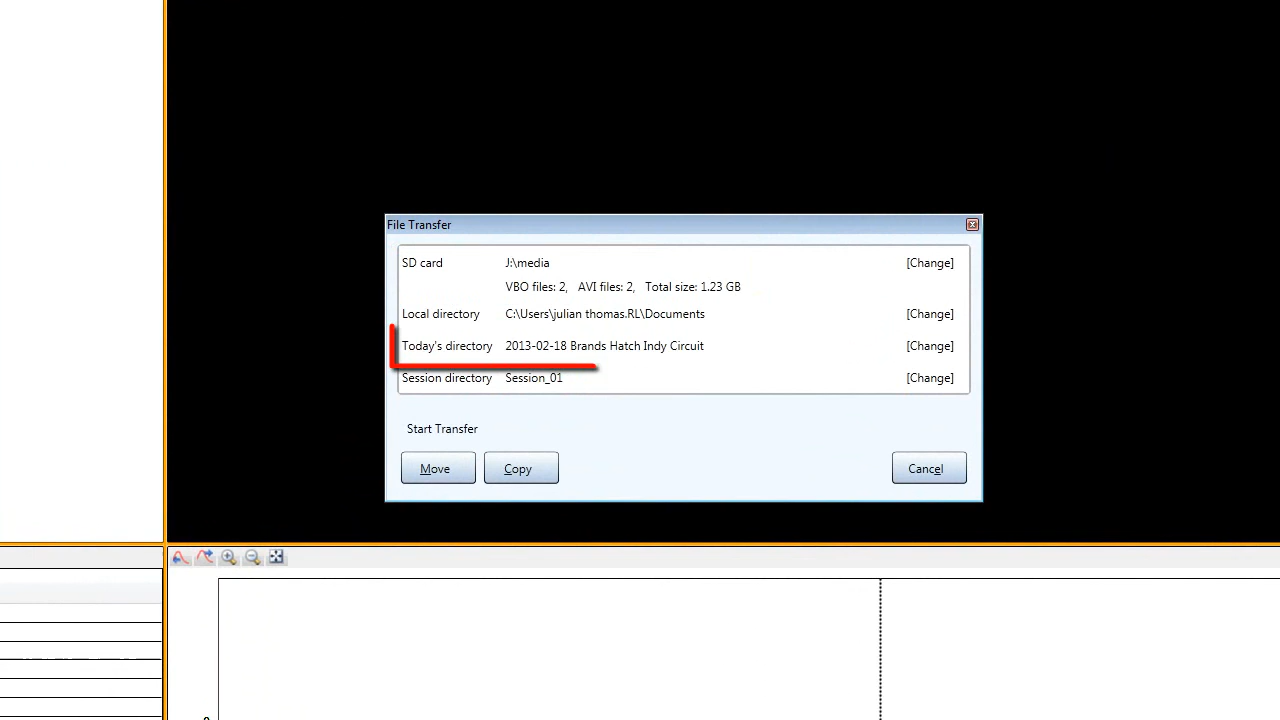 File Transfer
SD card J:\media [Change]
VBO files: 2, AVI files: 2, Total size: 1.23 GB
Local directory C:\Users\julian thomas.RL\Documents [Change]
Today's directory 2013-02-18 Brands Hatch Indy Circuit [Change]
Session directory Session_01 [Change]
Start Transfer
Move Copy Cancel